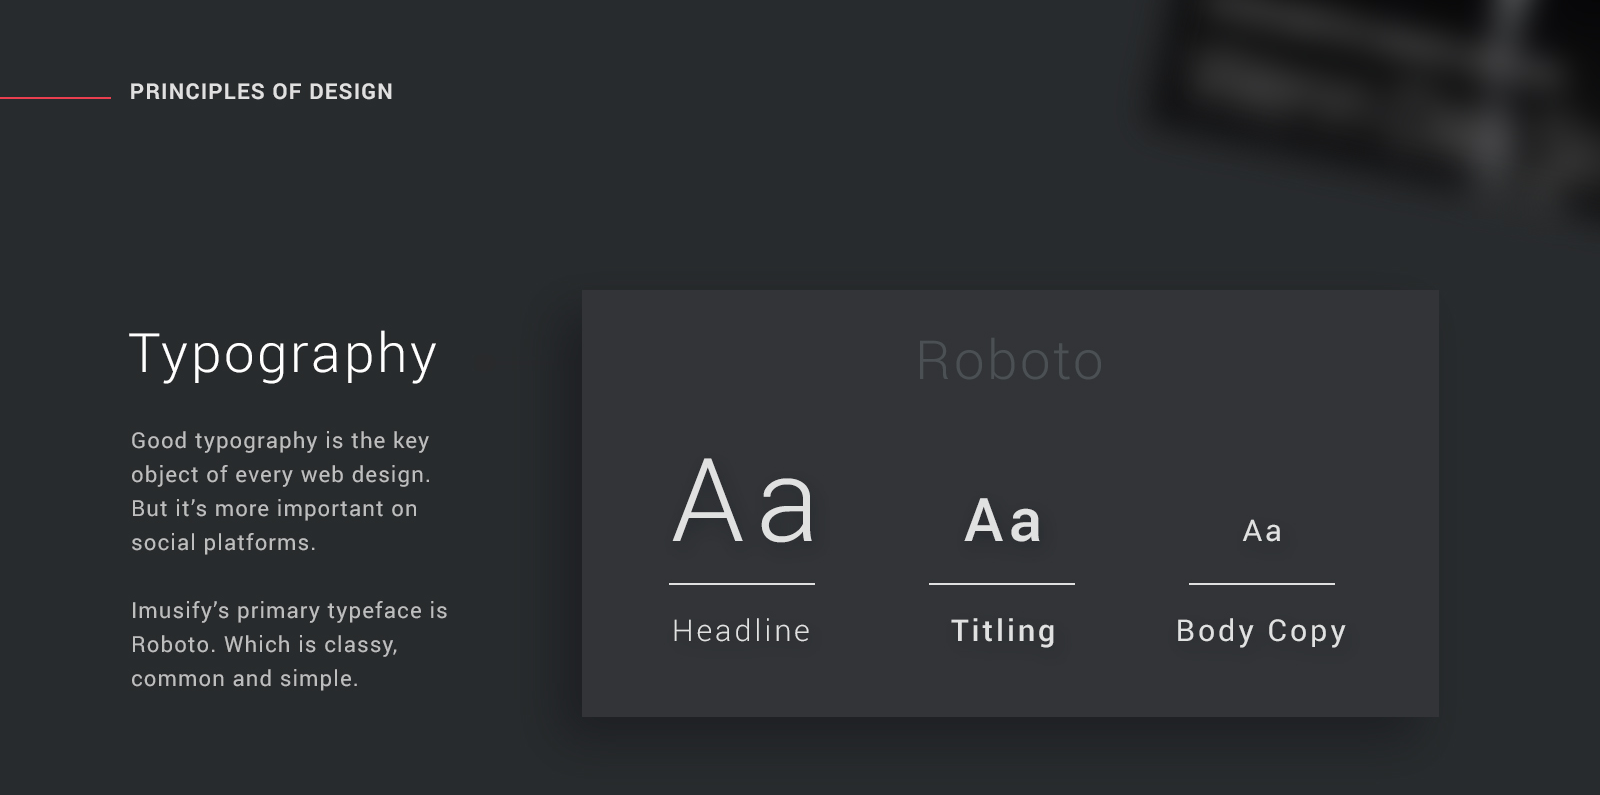 PRINCIPLES OF DESIGN
Typography
Good typography is the key
object of every web design.
But it’s more important on
social platforms.
Imusify’s primary typeface is
Roboto. Which is classy,
common and simple.
Roboto
Aa
Aa
Aa
Headline
Titling
Body Copy